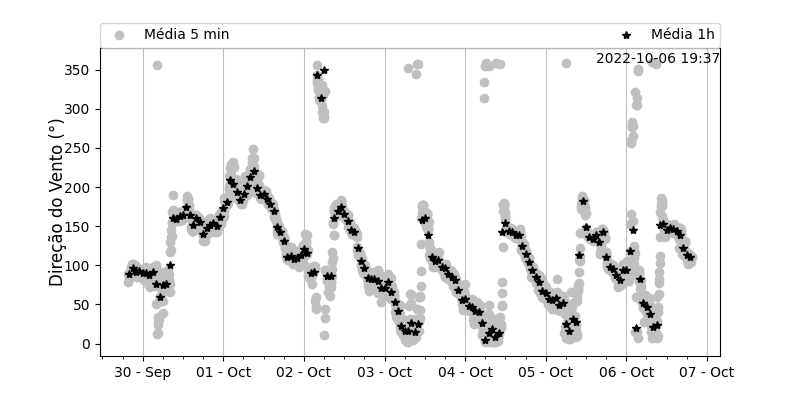 Média 5 min
Média 1h
2022-10-06 19:37
Direção do Vento (°)
350
300
250
200
150
100
50
0
30 - Sep
01 - Oct
02 - Oct
03 - Oct
04 - Oct
05 - Oct
06 - Oct
07 - Oct